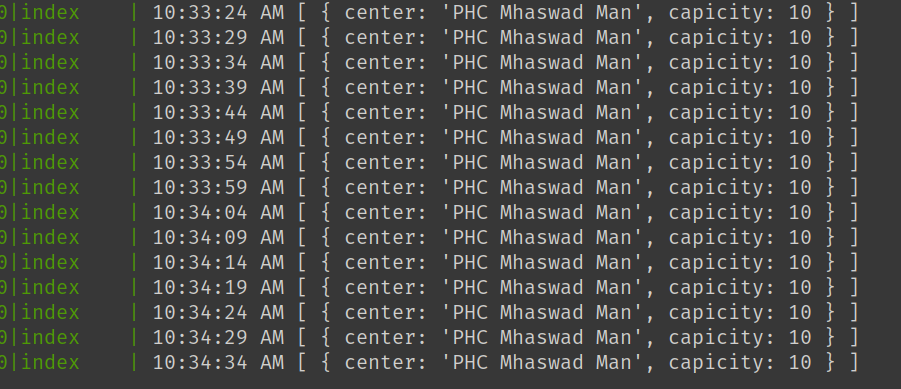 0|index    | 10:33:24 AM [ { center: 'PHC Mhaswad Man', capicity: 10 } ]
0|index    | 10:33:29 AM [ { center: 'PHC Mhaswad Man', capicity: 10 } ]
0|index    | 10:33:34 AM [ { center: 'PHC Mhaswad Man', capicity: 10 } ]
0|index    | 10:33:39 AM [ { center: 'PHC Mhaswad Man', capicity: 10 } ]
0|index    | 10:33:44 AM [ { center: 'PHC Mhaswad Man', capicity: 10 } ]
0|index    | 10:33:49 AM [ { center: 'PHC Mhaswad Man', capicity: 10 } ]
0|index    | 10:33:54 AM [ { center: 'PHC Mhaswad Man', capicity: 10 } ]
0|index    | 10:33:59 AM [ { center: 'PHC Mhaswad Man', capicity: 10 } ]
0|index    | 10:34:04 AM [ { center: 'PHC Mhaswad Man', capicity: 10 } ]
0|index    | 10:34:09 AM [ { center: 'PHC Mhaswad Man', capicity: 10 } ]
0|index    | 10:34:14 AM [ { center: 'PHC Mhaswad Man', capicity: 10 } ]
0|index    | 10:34:19 AM [ { center: 'PHC Mhaswad Man', capicity: 10 } ]
0|index    | 10:34:24 AM [ { center: 'PHC Mhaswad Man', capicity: 10 } ]
0|index    | 10:34:29 AM [ { center: 'PHC Mhaswad Man', capicity: 10 } ]
0|index    | 10:34:34 AM [ { center: 'PHC Mhaswad Man', capicity: 10 } ]